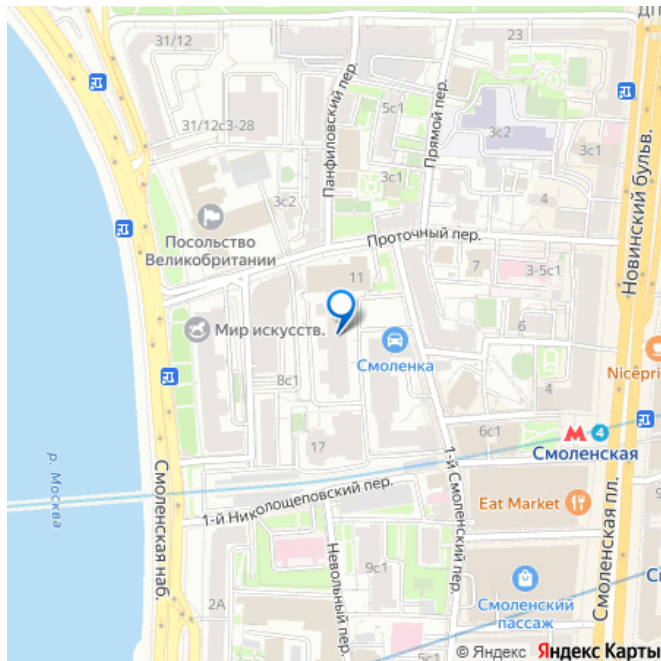 ДП
31/12
23
5с1
Панфиловский пер.
Прямой пер.
31/12с3-28
3с2
3с1
3с1
3с2
4
Новинский бульв.
Посольство
Великобритании
Проточный пер.
7
3-5с1
11
Мир искусств.
Смоленка
6
8с1
4
Nicepri
6с1
4
Смоленская
17
р. Москва
Смоленская наб.
1-й Николощеповский пер.
1-й Смоленский пер.
Eat Market
Смоленская пл.
Невольный пер.
9с1
2А
Смоленский
пассаж
См
© Яндекс Яндекс Карты